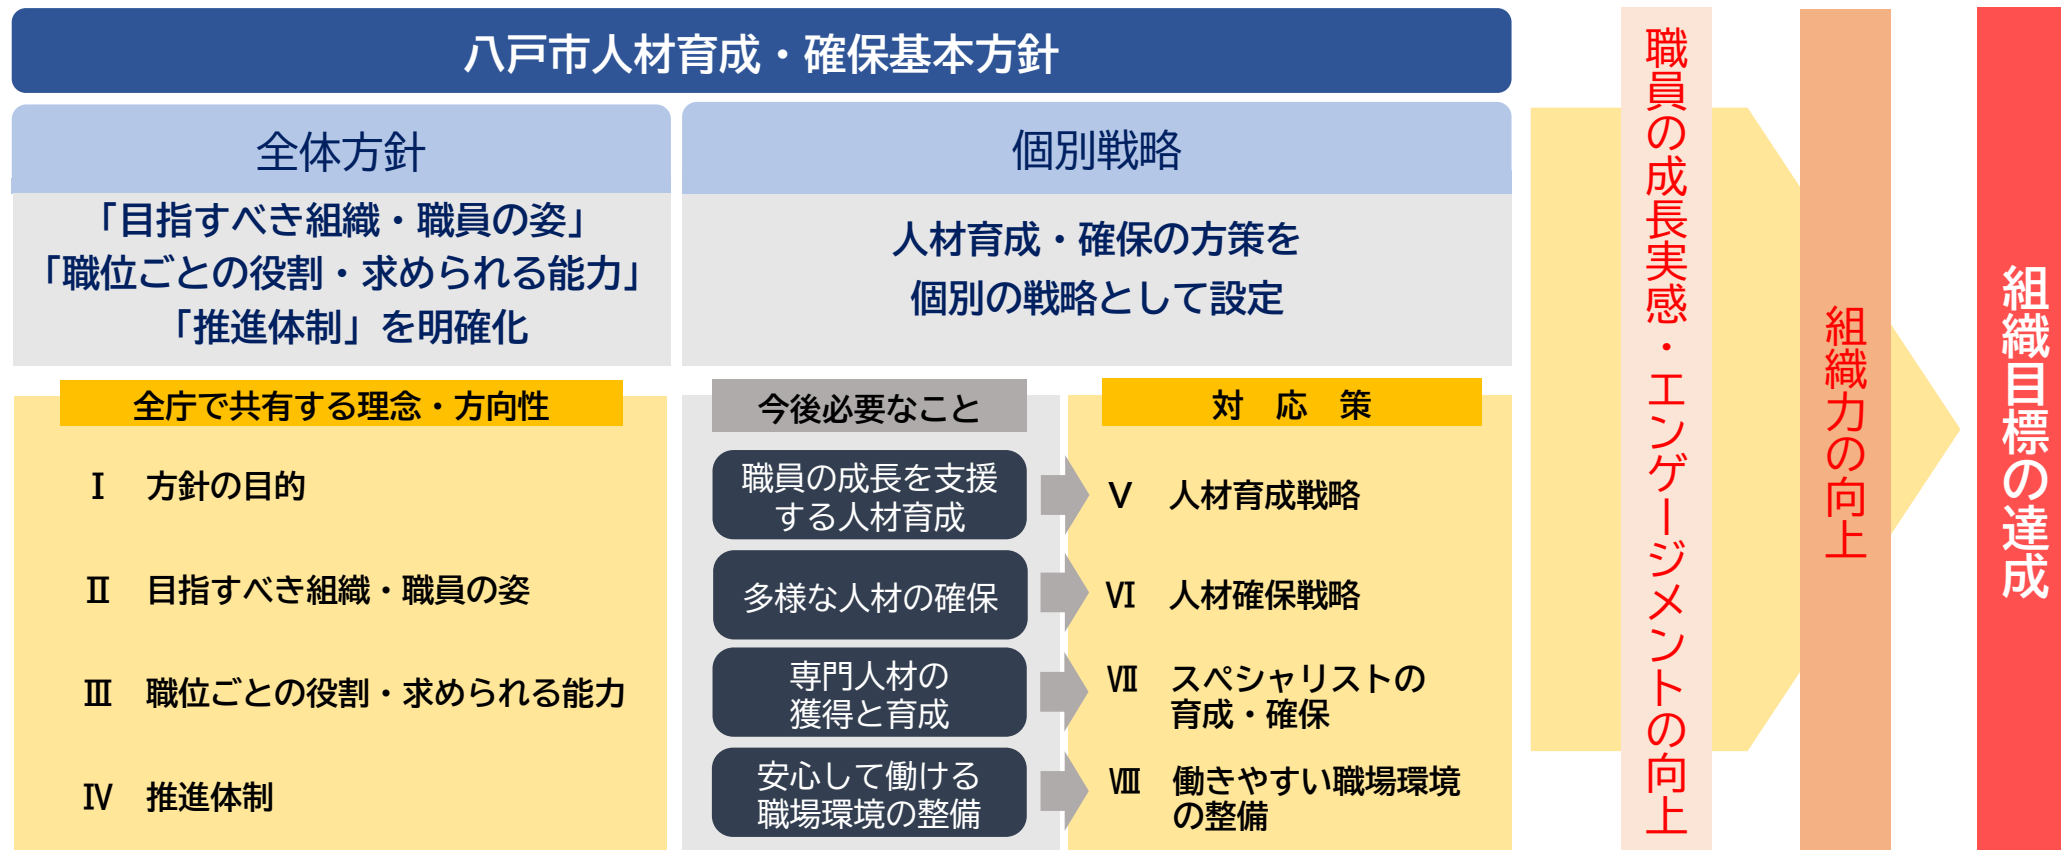 八戸市人材育成・確保基本方針
全体方針
「目指すべき組織・職員の姿」
「職位ごとの役割・求められる能力」
「推進体制」を明確化
全庁で共有する理念・方向性
Ⅰ 方針の目的
Ⅱ 目指すべき組織・職員の姿
Ⅲ 職位ごとの役割・求められる能力
Ⅳ 推進体制
個別戦略
人材育成・確保の方策を
個別の戦略として設定
今後必要なこと
対 応 策
職員の成長を支援
する人材育成
Ⅴ 人材育成戦略
多様な人材の確保
Ⅵ 人材確保戦略
専門人材の
獲得と育成
Ⅶ スペシャリストの
育成・確保
安心して働ける
職場環境の整備
Ⅷ 働きやすい職場環境
の整備
職員の成長実感・エンゲージメントの向上
組織力の向上
組織目標の達成